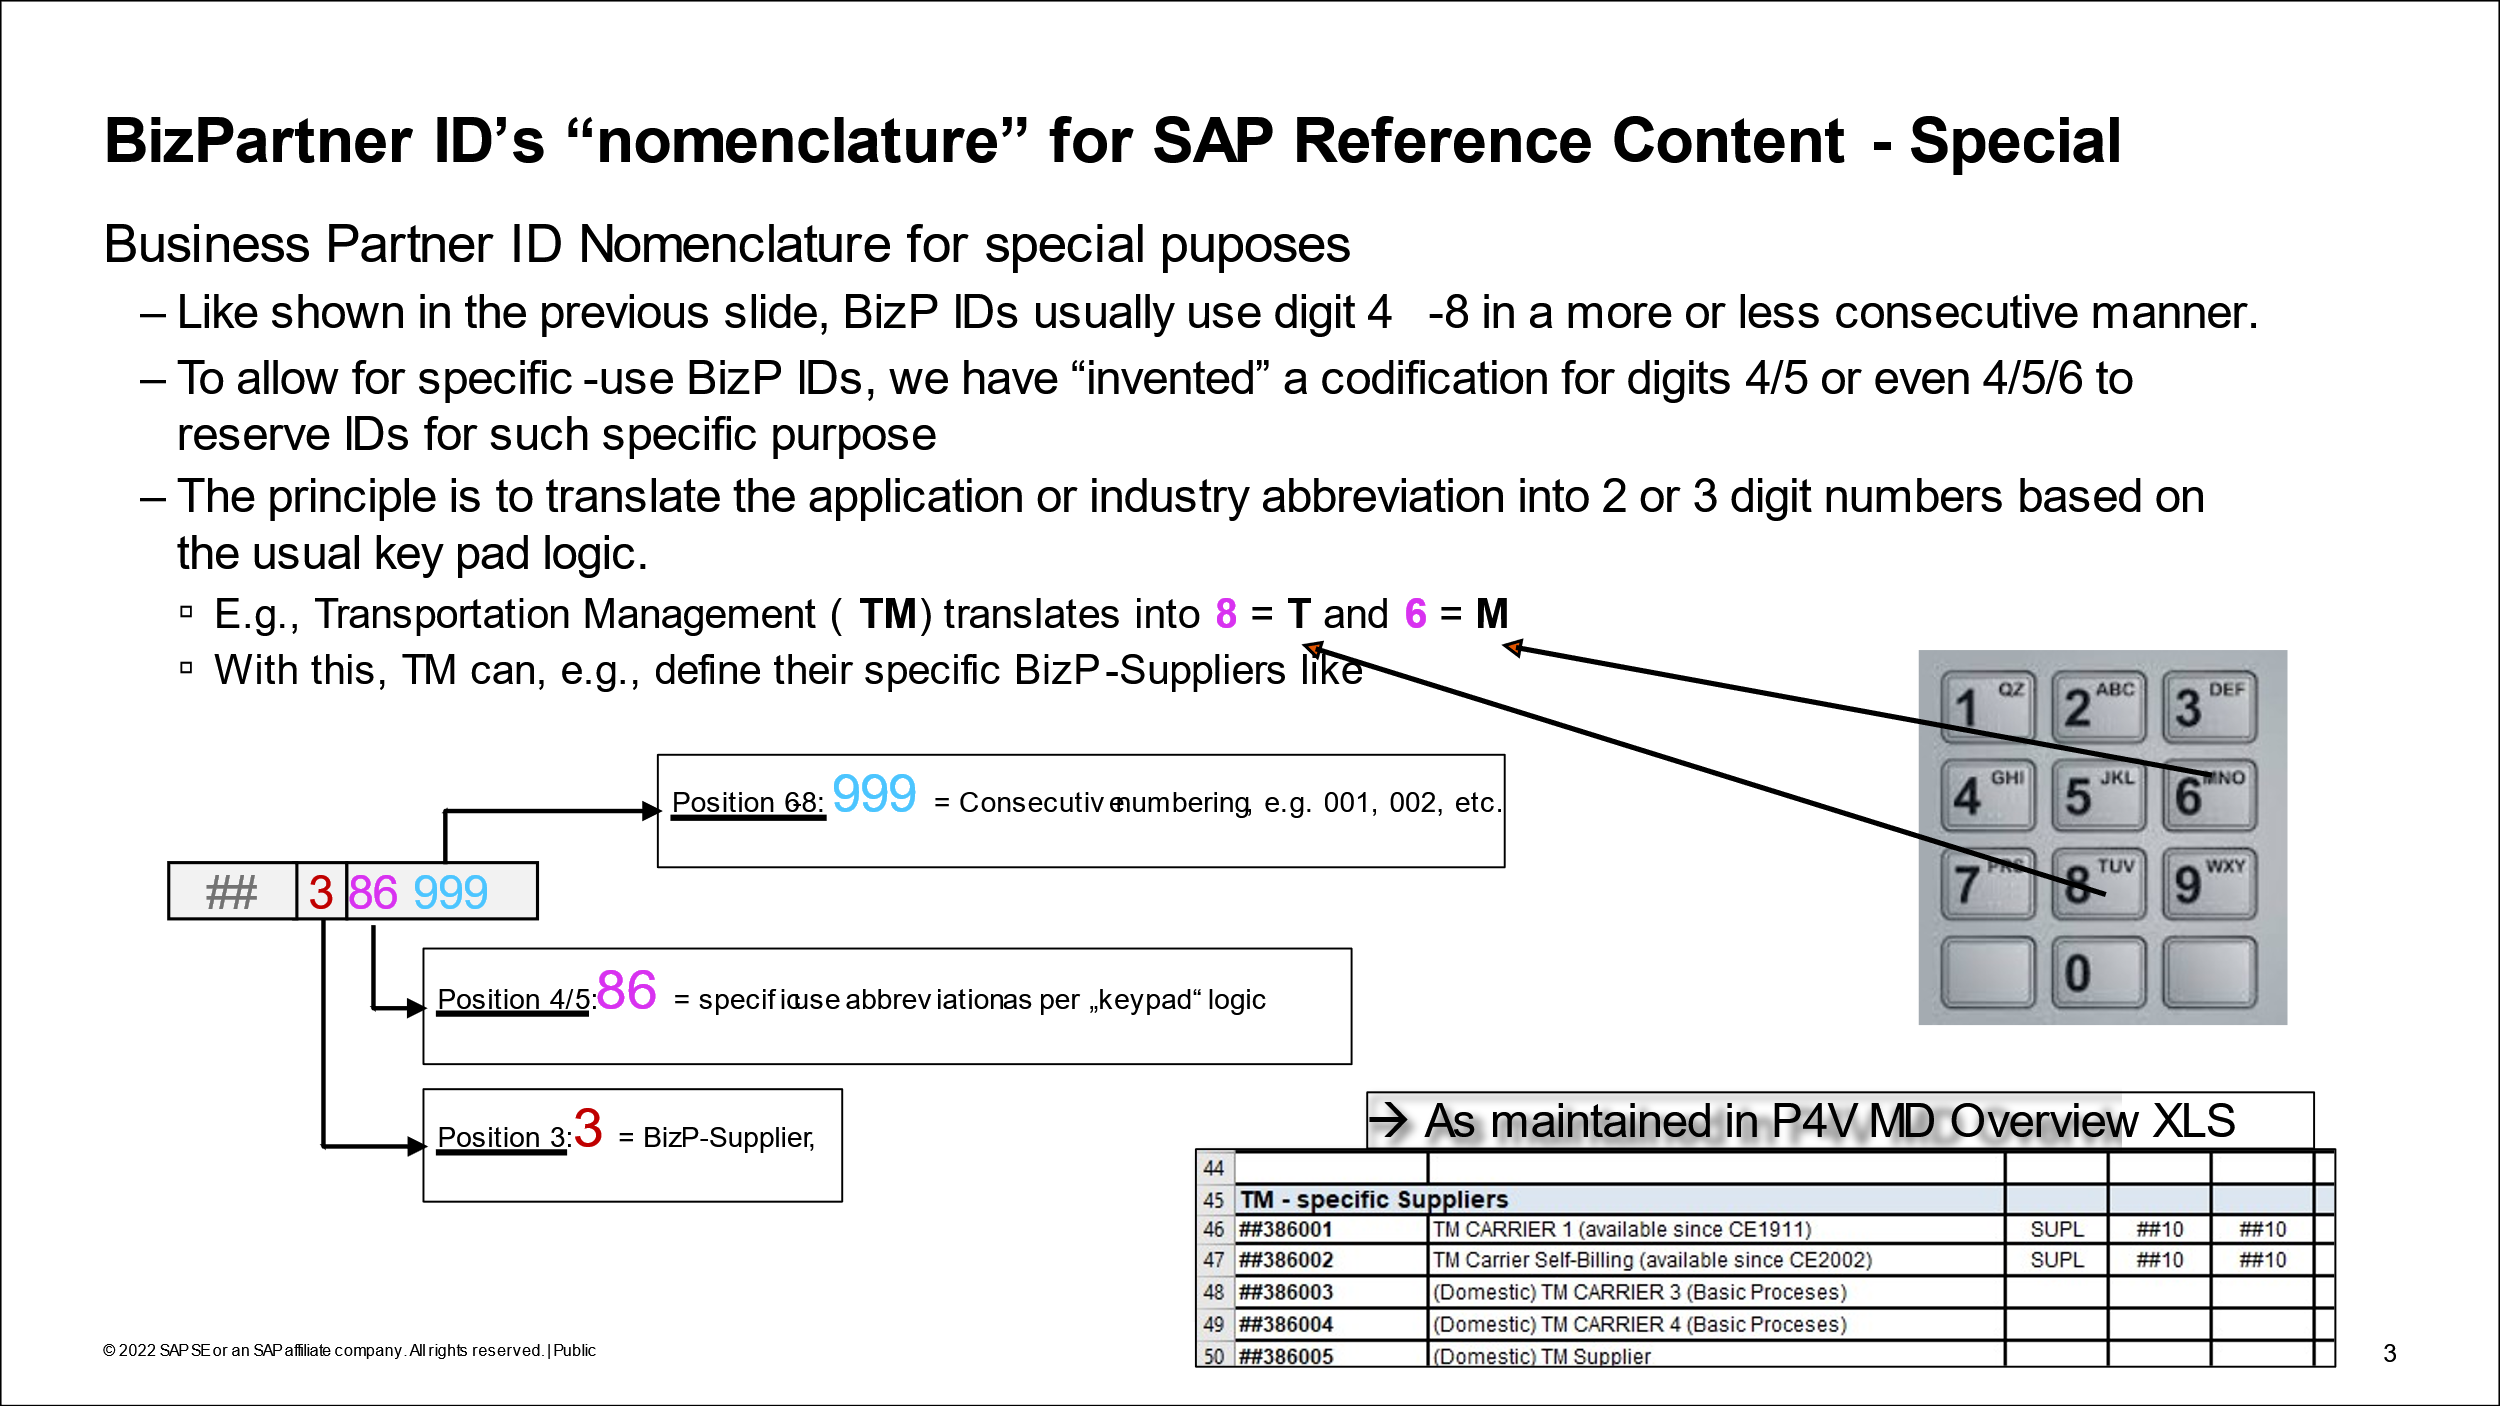 BizPartner ID’s “nomenclature” for SAP Reference Content - Special
Business Partner ID Nomenclature for special puposes
– Like shown in the previous slide, BizP IDs usually use digit 4 -8 in a more or less consecutive manner.
– To allow for specific -use BizP IDs, we have “invented” a codification for digits 4/5 or even 4/5/6 to
reserve IDs for such specific purpose
– The principle is to translate the application or industry abbreviation into 2 or 3 digit numbers based on
the usual key pad logic.
▫ E.g., Transportation Management ( TM) translates into 8 = T and 6 = M
▫ With this, TM can, e.g., define their specific BizP-Suppliers like
1 QZ 2 ABC 3 DEF
4 GHI 5 JKL 6 MNO
7 PRS 8 TUV 9 WXY
0
Position 6-8: 999 = Consecutive numbering, e.g. 001, 002, etc.
## 3 86 999
Position 4/5: 86 = specific use abbreviation as per „keypad“ logic
Position 3: 3 = BizP-Supplier,
→ As maintained in P4V MD Overview XLS
44
45 TM - specific Suppliers
46 ##386001 TM CARRIER 1 (available since CE1911) SUPL ##10 ##10
47 ##386002 TM Carrier Self-Billing (available since CE2002) SUPL ##10 ##10
48 ##386003 (Domestic) TM CARRIER 3 (Basic Proceses)
49 ##386004 (Domestic) TM CARRIER 4 (Basic Proceses)
50 ##386005 (Domestic) TM Supplier
© 2022 SAP SE or an SAP affiliate company. All rights reserved. | Public
3